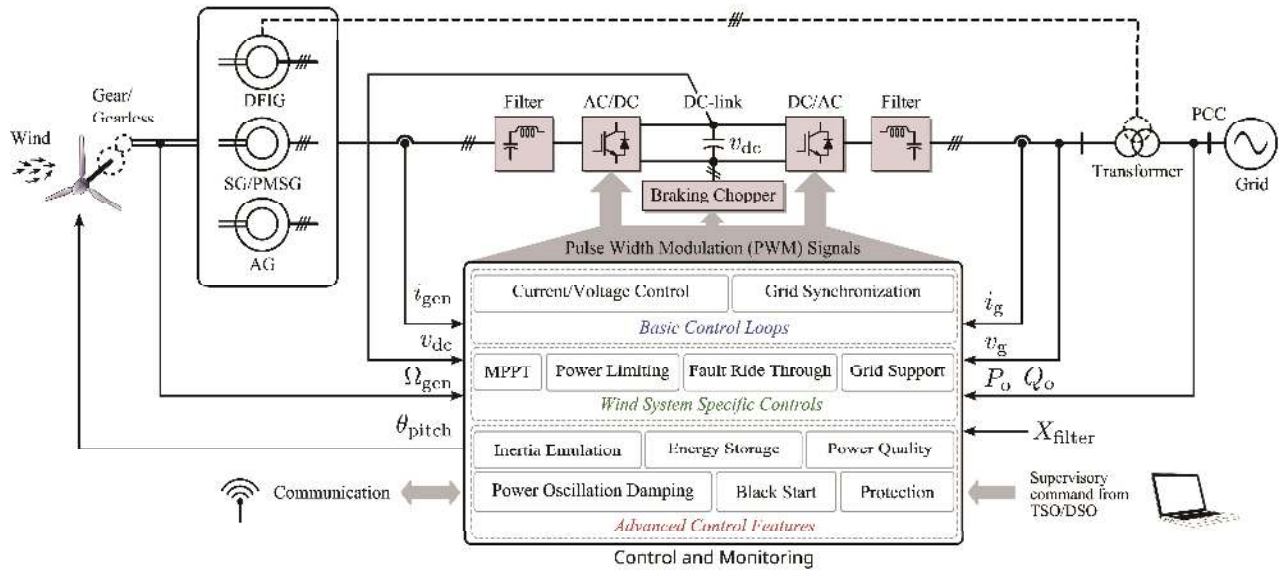 DFIG
Gear/
Gearless
Wind
SG/PMSG
AG
Filter
AC/DC
DC-link
DC/AC
Filter
v_dc
Braking Chopper
PCC
Transformer
Grid
Pulse Width Modulation (PWM) Signals
Current/Voltage Control
Grid Synchronization
Basic Control Loops
i_gen
v_dc
Ω_gen
θ_pitch
i_g
v_g
P_o Q_o
X_filter
MPPT
Power Limiting
Fault Ride Through
Grid Support
Wind System Specific Controls
Inertia Emulation
Energy Storage
Power Quality
Power Oscillation Damping
Black Start
Protection
Advanced Control Features
Communication
Supervisory
command from
TSO/DSO
Control and Monitoring